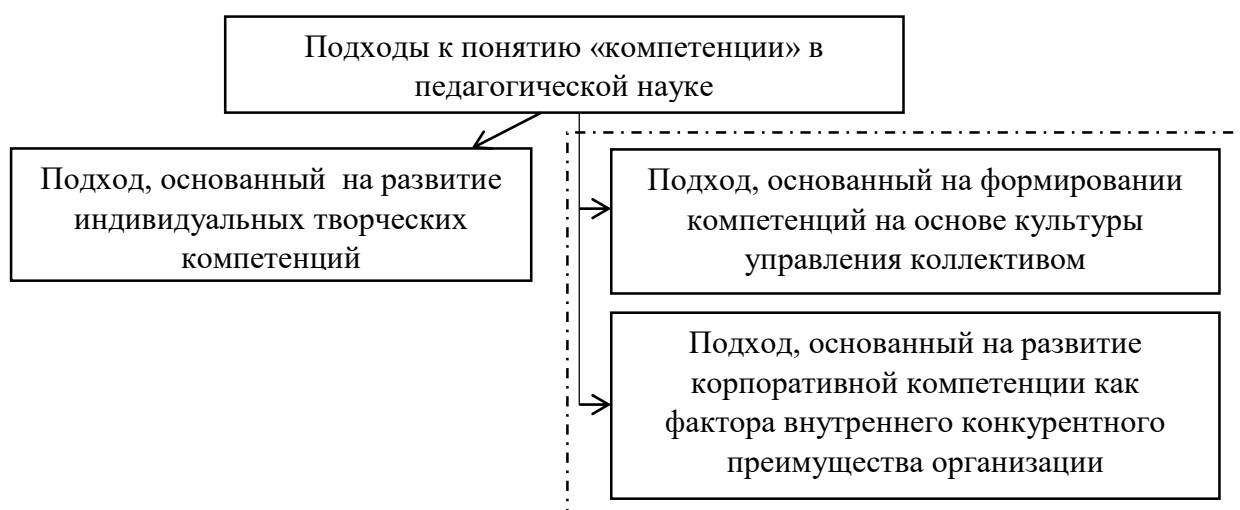 Подходы к понятию «компетенции» в
педагогической науке
Подход, основанный на развитие
индивидуальных творческих
компетенций
Подход, основанный на формировании
компетенций на основе культуры
управления коллективом
Подход, основанный на развитие
корпоративной компетенции как
фактора внутреннего конкурентного
преимущества организации